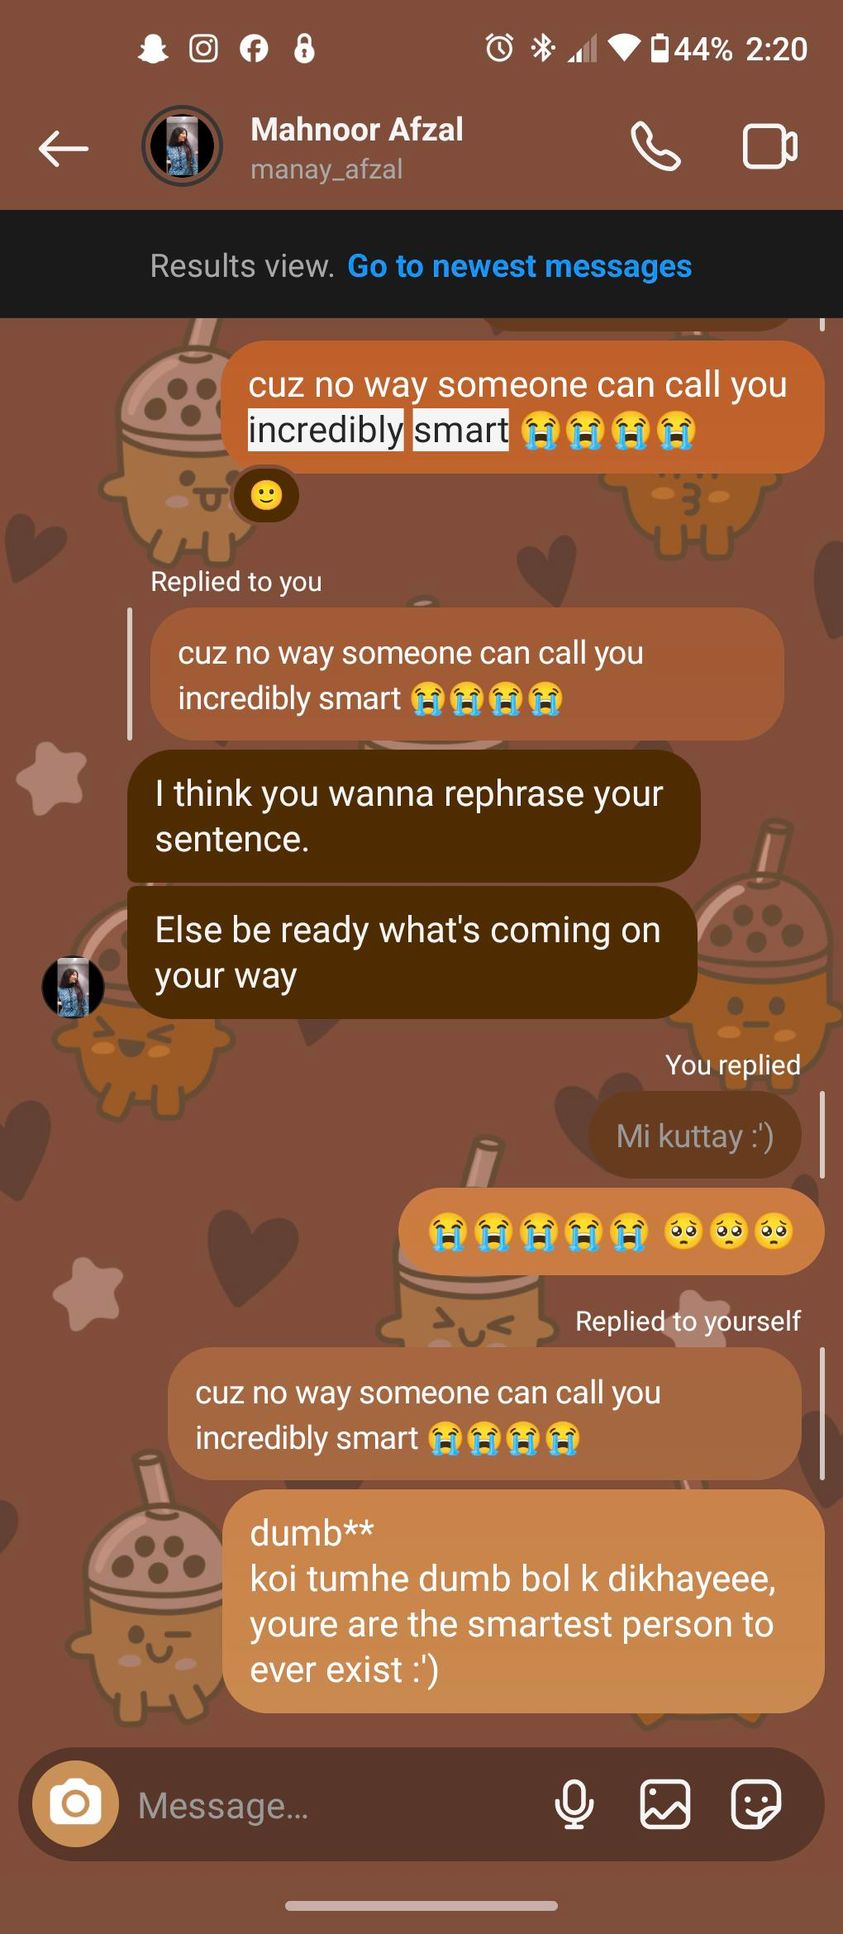 44% 2:20
Mahnoor Afzal
manay_afzal
Results view. Go to newest messages
cuz no way someone can call you
incredibly smart 😭😭😭😭
🙂
Replied to you
cuz no way someone can call you
incredibly smart 😭😭😭😭
I think you wanna rephrase your
sentence.
Else be ready what's coming on
your way
You replied
Mi kuttay :')
😭😭😭😭😭 🥺🥺🥺
Replied to yourself
cuz no way someone can call you
incredibly smart 😭😭😭😭
dumb**
koi tumhe dumb bol k dikhayeee,
youre are the smartest person to
ever exist :')
Message...